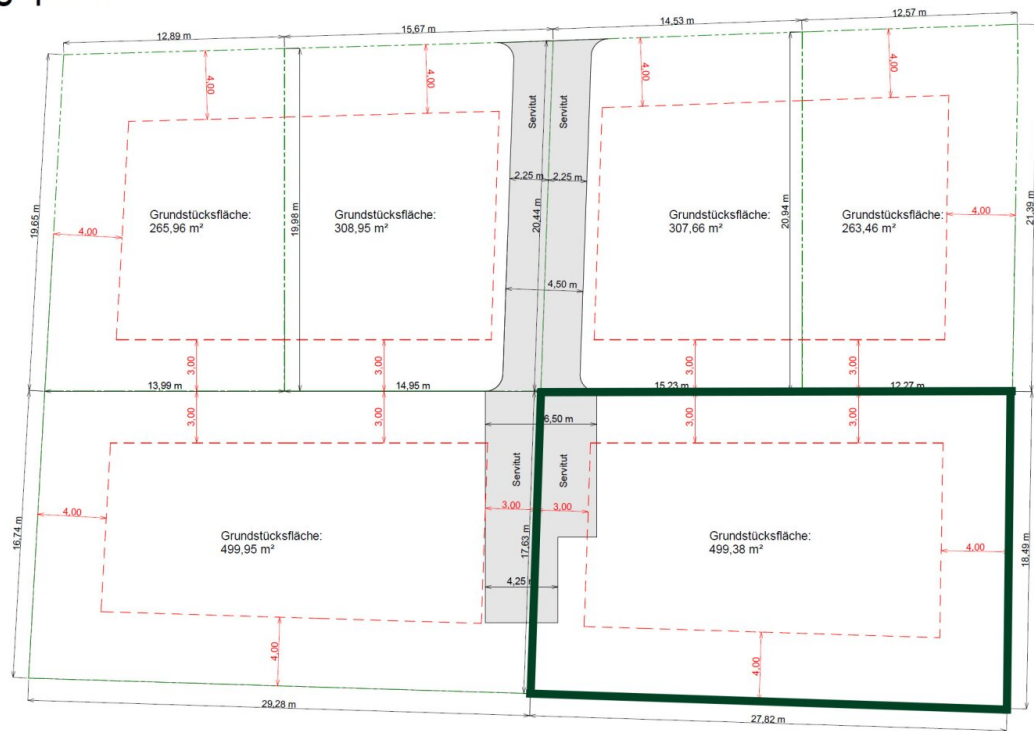 12,89 m
15,67 m
14,53 m
12,57 m
4,00
4,00
4,00
4,00
Servitut
Servitut
2,25 m
2,25 m
19,65 m
19,98 m
20,44 m
20,94 m
21,39 m
Grundstücksfläche:
265,96 m²
Grundstücksfläche:
308,95 m²
Grundstücksfläche:
307,66 m²
Grundstücksfläche:
263,46 m²
4,00
4,00
4,50 m
3,00
3,00
3,00
3,00
13,99 m
14,95 m
15,23 m
12,27 m
3,00
3,00
3,00
3,00
6,50 m
Servitut
Servitut
3,00
3,00
4,00
4,00
16,74 m
17,63 m
18,49 m
Grundstücksfläche:
499,95 m²
Grundstücksfläche:
499,38 m²
4,25 m
4,00
4,00
29,28 m
27,82 m